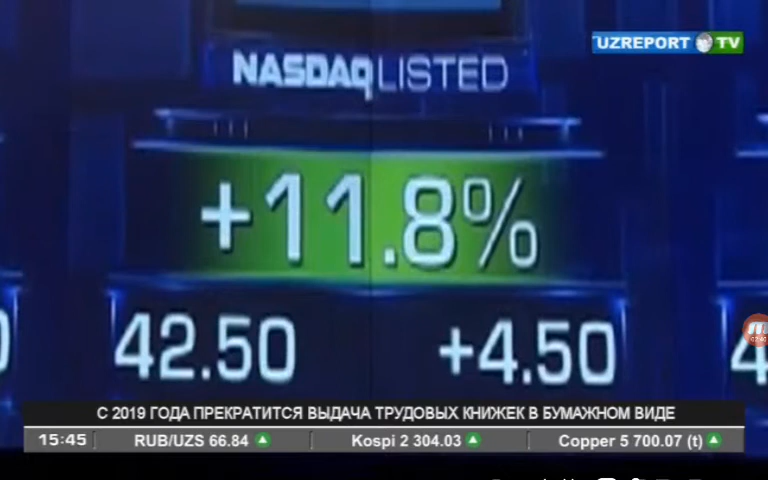 UZREPORT TV
NASDAQ LISTED
+11.8%
42.50 +4.50
С 2019 ГОДА ПРЕКРАТИТСЯ ВЫДАЧА ТРУДОВЫХ КНИЖЕК В БУМАЖНОМ ВИДЕ
15:45 RUB/UZS 66.84 Kospi 2 304.03 Copper 5 700.07 (t)